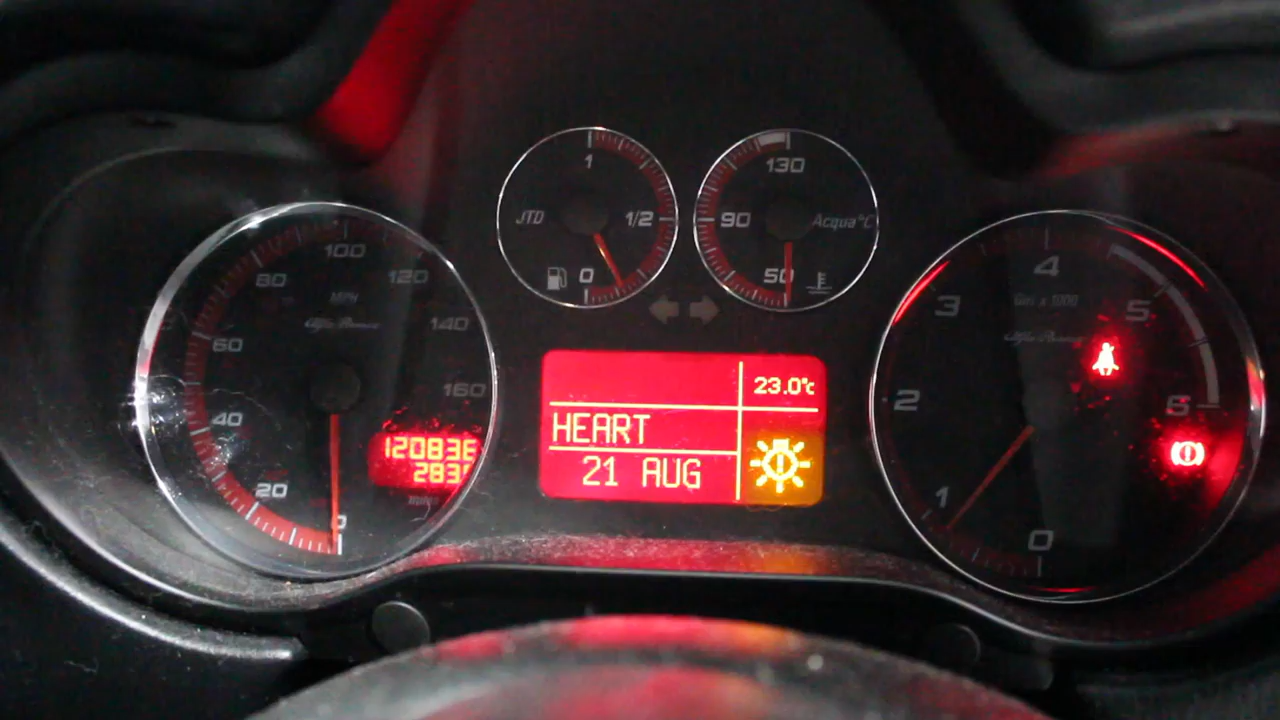 1
JTD
1/2
0
130
90
Acqua°C
50
100
80
120
MPH
Alfa Romeo
140
60
160
40
120836
20
0
23.0°c
HEART
21 AUG
4
Giri x 1000
3
5
Alfa Romeo
2
6
1
0